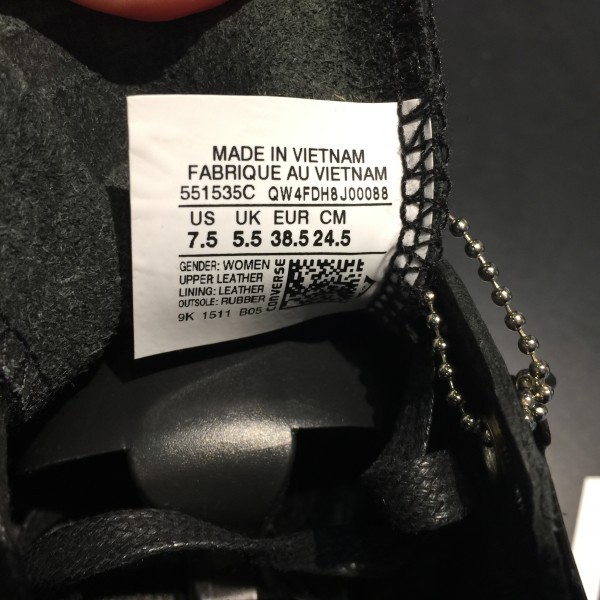 MADE IN VIETNAM
FABRIQUE AU VIETNAM
551535C QW4FDH8J00088
US UK EUR CM
7.5 5.5 38.5 24.5
GENDER: WOMEN
UPPER LEATHER
LINING: LEATHER
OUTSOLE: RUBBER
9K 1511 B05
CONVERSE